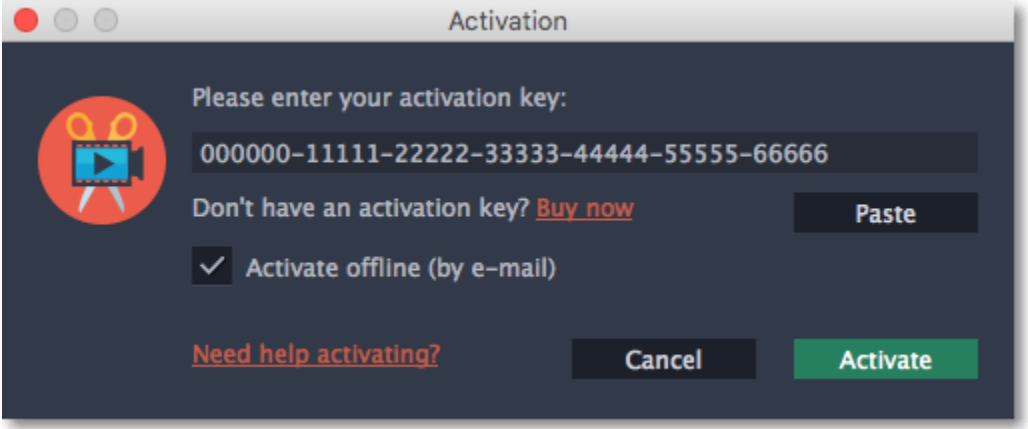 Activation
Please enter your activation key:
000000-11111-22222-33333-44444-55555-66666
Don't have an activation key? Buy now
Paste
Activate offline (by e-mail)
Need help activating?
Cancel
Activate